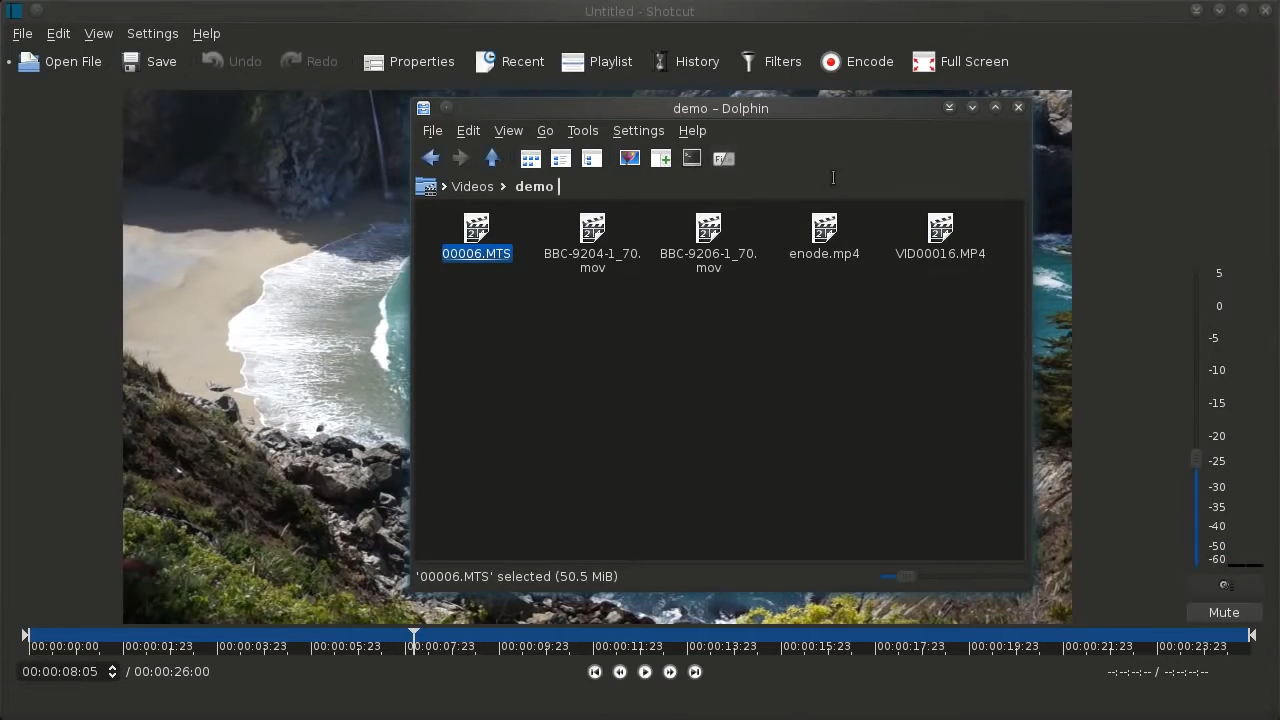 Untitled - Shotcut
File Edit View Settings Help
Open File Save Undo Redo Properties Recent Playlist History Filters Encode Full Screen
demo – Dolphin
File Edit View Go Tools Settings Help
Videos demo
00006.MTS
BBC-9204-1_70.
mov
BBC-9206-1_70.
mov
enode.mp4
VID00016.MP4
'00006.MTS' selected (50.5 MiB)
5
0
-5
-10
-15
-20
-25
-30
-35
-40
-50
-60
Mute
00:00:00:00 00:00:01:23 00:00:03:23 00:00:05:23 00:00:07:23 00:00:09:23 00:00:11:23 00:00:13:23 00:00:15:23 00:00:17:23 00:00:19:23 00:00:21:23 00:00:23:23
00:00:08:05 / 00:00:26:00 --:--:--:-- / --:--:--:--